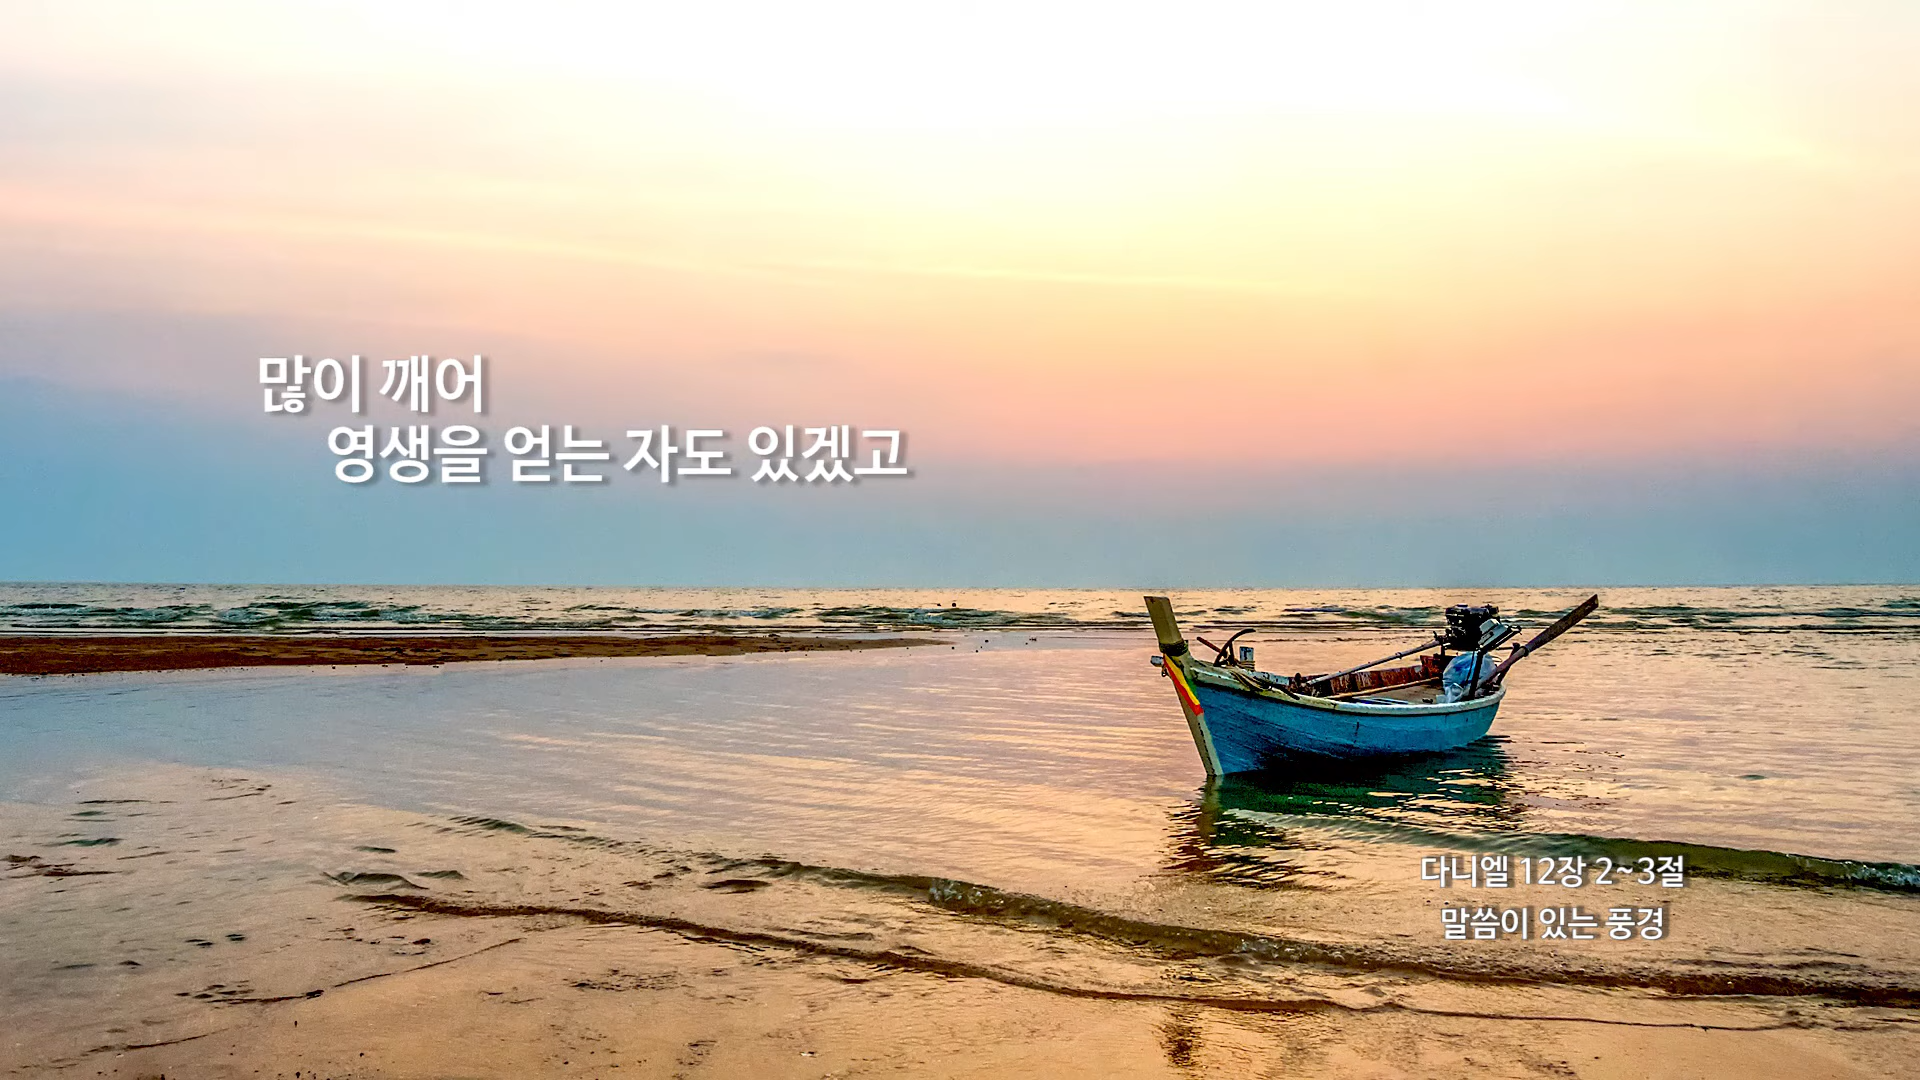 많이 깨어
영생을 얻는 자도 있겠고
다니엘 12장 2~3절
말씀이 있는 풍경